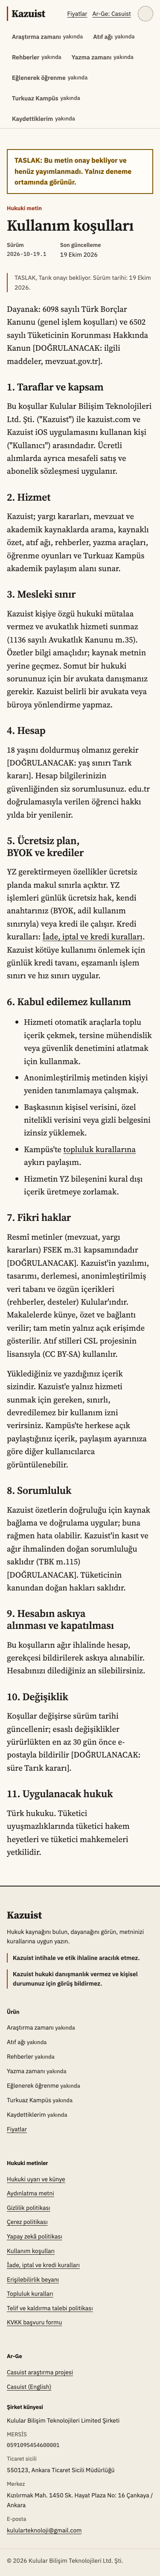 Kazuist
Fiyatlar
Ar-Ge: Casuist
Araştırma zamanı yakında
Atıf ağı yakında
Rehberler yakında
Yazma zamanı yakında
Eğlenerek öğrenme yakında
Turkuaz Kampüs yakında
Kaydettiklerim yakında
TASLAK: Bu metin onay bekliyor ve
henüz yayımlanmadı. Yalnız deneme
ortamında görünür.
Hukuki metin
Kullanım koşulları
Sürüm
2026-10-19.1
Son güncelleme
19 Ekim 2026
TASLAK, Tarık onayı bekliyor. Sürüm tarihi: 19 Ekim
2026.
Dayanak: 6098 sayılı Türk Borçlar
Kanunu (genel işlem koşulları) ve 6502
sayılı Tüketicinin Korunması Hakkında
Kanun [DOĞRULANACAK: ilgili
maddeler, mevzuat.gov.tr].
1. Taraflar ve kapsam
Bu koşullar Kulular Bilişim Teknolojileri
Ltd. Şti. ("Kazuist") ile kazuist.com ve
Kazuist iOS uygulamasını kullanan kişi
("Kullanıcı") arasındadır. Ücretli
alımlarda ayrıca mesafeli satış ve
abonelik sözleşmesi uygulanır.
2. Hizmet
Kazuist; yargı kararları, mevzuat ve
akademik kaynaklarda arama, kaynaklı
özet, atıf ağı, rehberler, yazma araçları,
öğrenme oyunları ve Turkuaz Kampüs
akademik paylaşım alanı sunar.
3. Mesleki sınır
Kazuist kişiye özgü hukuki mütalaa
vermez ve avukatlık hizmeti sunmaz
(1136 sayılı Avukatlık Kanunu m.35).
Özetler bilgi amaçlıdır; kaynak metnin
yerine geçmez. Somut bir hukuki
sorununuz için bir avukata danışmanız
gerekir. Kazuist belirli bir avukata veya
büroya yönlendirme yapmaz.
4. Hesap
18 yaşını doldurmuş olmanız gerekir
[DOĞRULANACAK: yaş sınırı Tarık
kararı]. Hesap bilgilerinizin
güvenliğinden siz sorumlusunuz. edu.tr
doğrulamasıyla verilen öğrenci hakkı
yılda bir yenilenir.
5. Ücretsiz plan,
BYOK ve krediler
YZ gerektirmeyen özellikler ücretsiz
planda makul sınırla açıktır. YZ
işlemleri günlük ücretsiz hak, kendi
anahtarınız (BYOK, adil kullanım
sınırıyla) veya kredi ile çalışır. Kredi
kuralları: İade, iptal ve kredi kuralları.
Kazuist kötüye kullanımı önlemek için
günlük kredi tavanı, eşzamanlı işlem
sınırı ve hız sınırı uygular.
6. Kabul edilemez kullanım
• Hizmeti otomatik araçlarla toplu
içerik çekmek, tersine mühendislik
veya güvenlik denetimini atlatmak
için kullanmak.
• Anonimleştirilmiş metinden kişiyi
yeniden tanımlamaya çalışmak.
• Başkasının kişisel verisini, özel
nitelikli verisini veya gizli belgesini
izinsiz yüklemek.
• Kampüs'te topluluk kurallarına
aykırı paylaşım.
• Hizmetin YZ bileşenini kural dışı
içerik üretmeye zorlamak.
7. Fikri haklar
Resmî metinler (mevzuat, yargı
kararları) FSEK m.31 kapsamındadır
[DOĞRULANACAK]. Kazuist'in yazılımı,
tasarımı, derlemesi, anonimleştirilmiş
veri tabanı ve özgün içerikleri
(rehberler, desteler) Kulular'ındır.
Makalelerde künye, özet ve bağlantı
verilir; tam metin yalnız açık erişimde
gösterilir. Atıf stilleri CSL projesinin
lisansıyla (CC BY-SA) kullanılır.
Yüklediğiniz ve yazdığınız içerik
sizindir. Kazuist'e yalnız hizmeti
sunmak için gereken, sınırlı,
devredilemez bir kullanım izni
verirsiniz. Kampüs'te herkese açık
paylaştığınız içerik, paylaşım ayarınıza
göre diğer kullanıcılarca
görüntülenebilir.
8. Sorumluluk
Kazuist özetlerin doğruluğu için kaynak
bağlama ve doğrulama uygular; buna
rağmen hata olabilir. Kazuist'in kast ve
ağır ihmalinden doğan sorumluluğu
saklıdır (TBK m.115)
[DOĞRULANACAK]. Tüketicinin
kanundan doğan hakları saklıdır.
9. Hesabın askıya
alınması ve kapatılması
Bu koşulların ağır ihlalinde hesap,
gerekçesi bildirilerek askıya alınabilir.
Hesabınızı dilediğiniz an silebilirsiniz.
10. Değişiklik
Koşullar değişirse sürüm tarihi
güncellenir; esaslı değişiklikler
yürürlükten en az 30 gün önce e-
postayla bildirilir [DOĞRULANACAK:
süre Tarık kararı].
11. Uygulanacak hukuk
Türk hukuku. Tüketici
uyuşmazlıklarında tüketici hakem
heyetleri ve tüketici mahkemeleri
yetkilidir.
Kazuist
Hukuk kaynağını bulun, dayanağını görün, metninizi
kurallarına uygun yazın.
Kazuist intihale ve etik ihlaline aracılık etmez.
Kazuist hukuki danışmanlık vermez ve kişisel
durumunuz için görüş bildirmez.
Ürün
Araştırma zamanı yakında
Atıf ağı yakında
Rehberler yakında
Yazma zamanı yakında
Eğlenerek öğrenme yakında
Turkuaz Kampüs yakında
Kaydettiklerim yakında
Fiyatlar
Hukuki metinler
Hukuki uyarı ve künye
Aydınlatma metni
Gizlilik politikası
Çerez politikası
Yapay zekâ politikası
Kullanım koşulları
İade, iptal ve kredi kuralları
Erişilebilirlik beyanı
Topluluk kuralları
Telif ve kaldırma talebi politikası
KVKK başvuru formu
Ar-Ge
Casuist araştırma projesi
Casuist (English)
Şirket künyesi
Kulular Bilişim Teknolojileri Limited Şirketi
MERSİS
0591095454600001
Ticaret sicili
550123, Ankara Ticaret Sicili Müdürlüğü
Merkez
Kızılırmak Mah. 1450 Sk. Hayat Plaza No: 16 Çankaya /
Ankara
E-posta
kulularteknoloji@gmail.com
© 2026 Kulular Bilişim Teknolojileri Ltd. Şti.